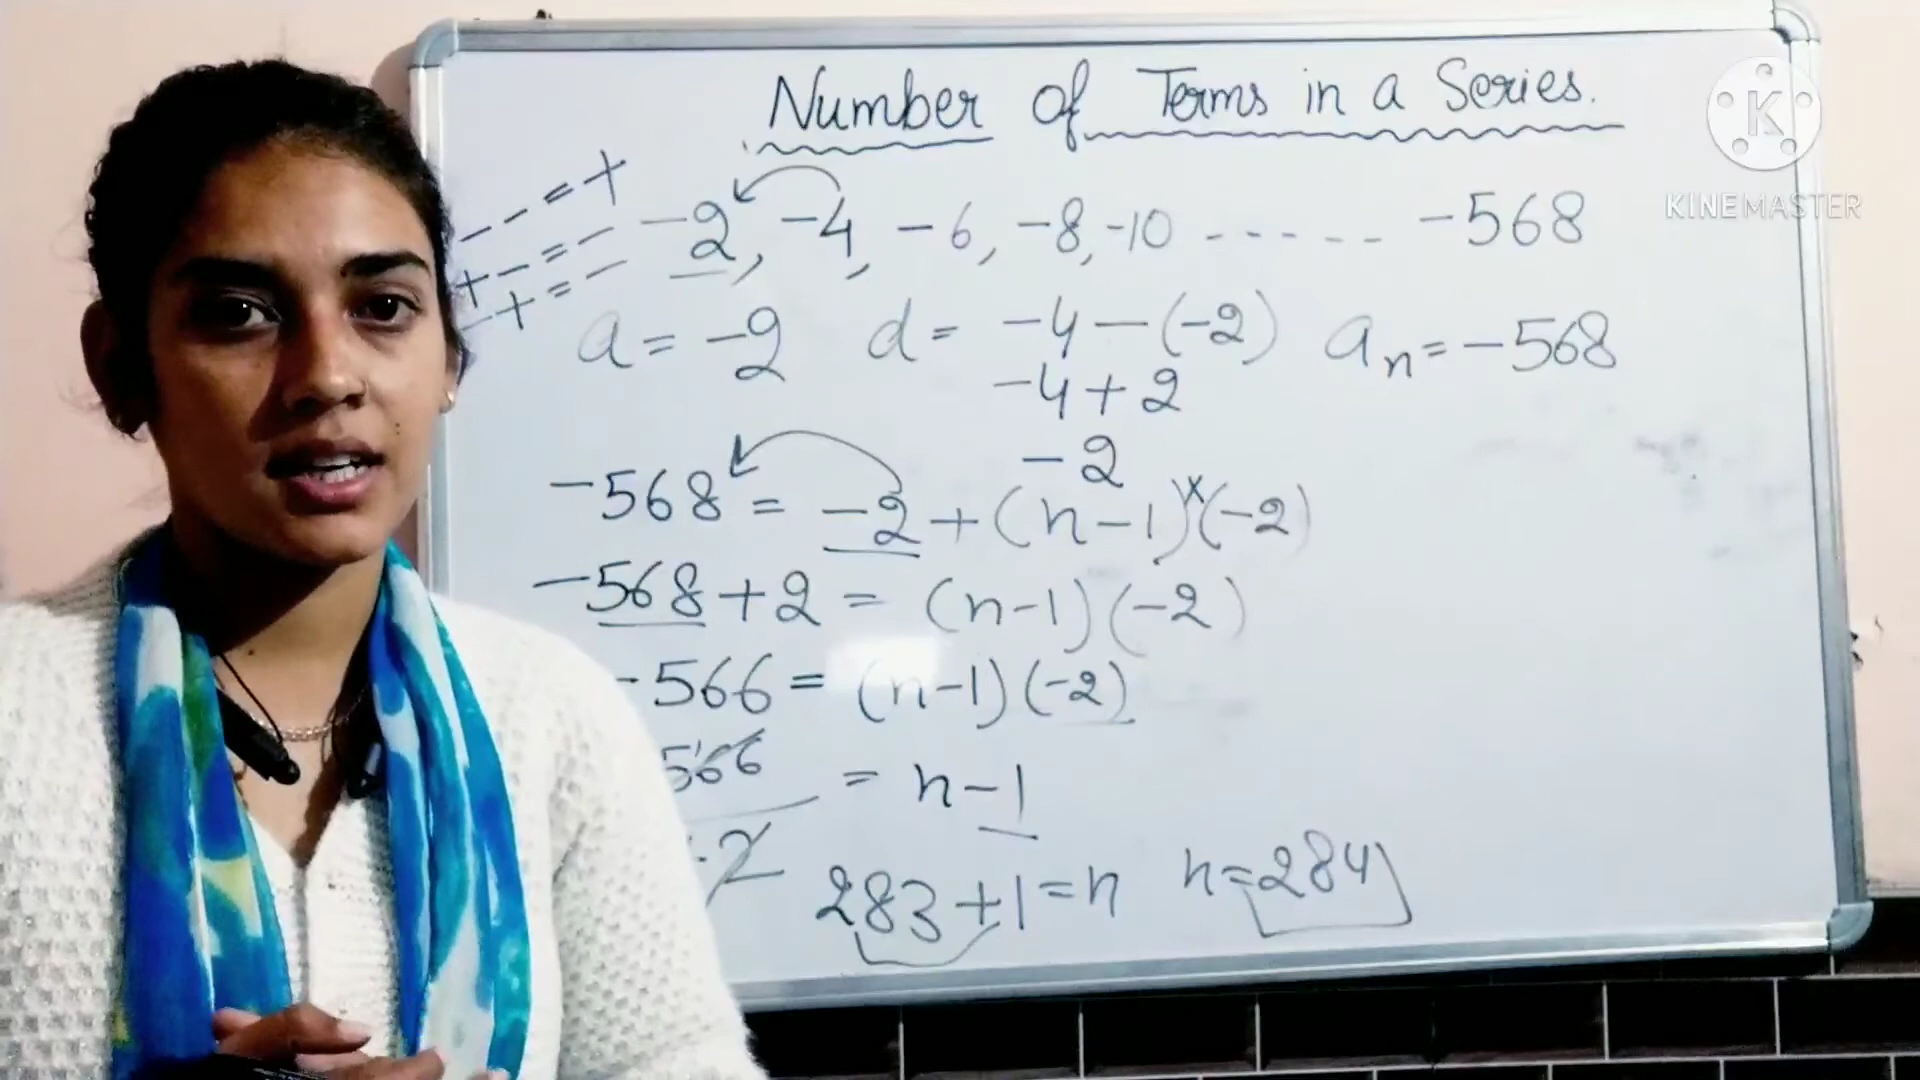 Number of Terms in a Series.
- - = +
+ - = -
- + = -
-2, -4, -6, -8, -10 ------ -568
a = -2 d = -4 - (-2) an = -568
-4 + 2
-2
-568 = -2 + (n-1)×(-2)
-568 + 2 = (n-1)(-2)
-566 = (n-1)(-2)
566 = n-1
-2
283+1=n n=284
K
KINEMASTER